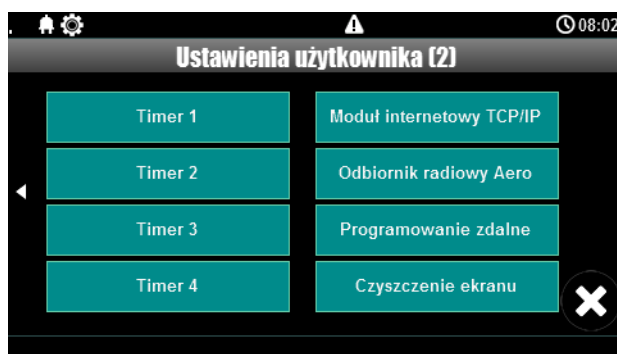 08:02
Ustawienia użytkownika (2)
Timer 1
Moduł internetowy TCP/IP
Timer 2
Odbiornik radiowy Aero
Timer 3
Programowanie zdalne
Timer 4
Czyszczenie ekranu